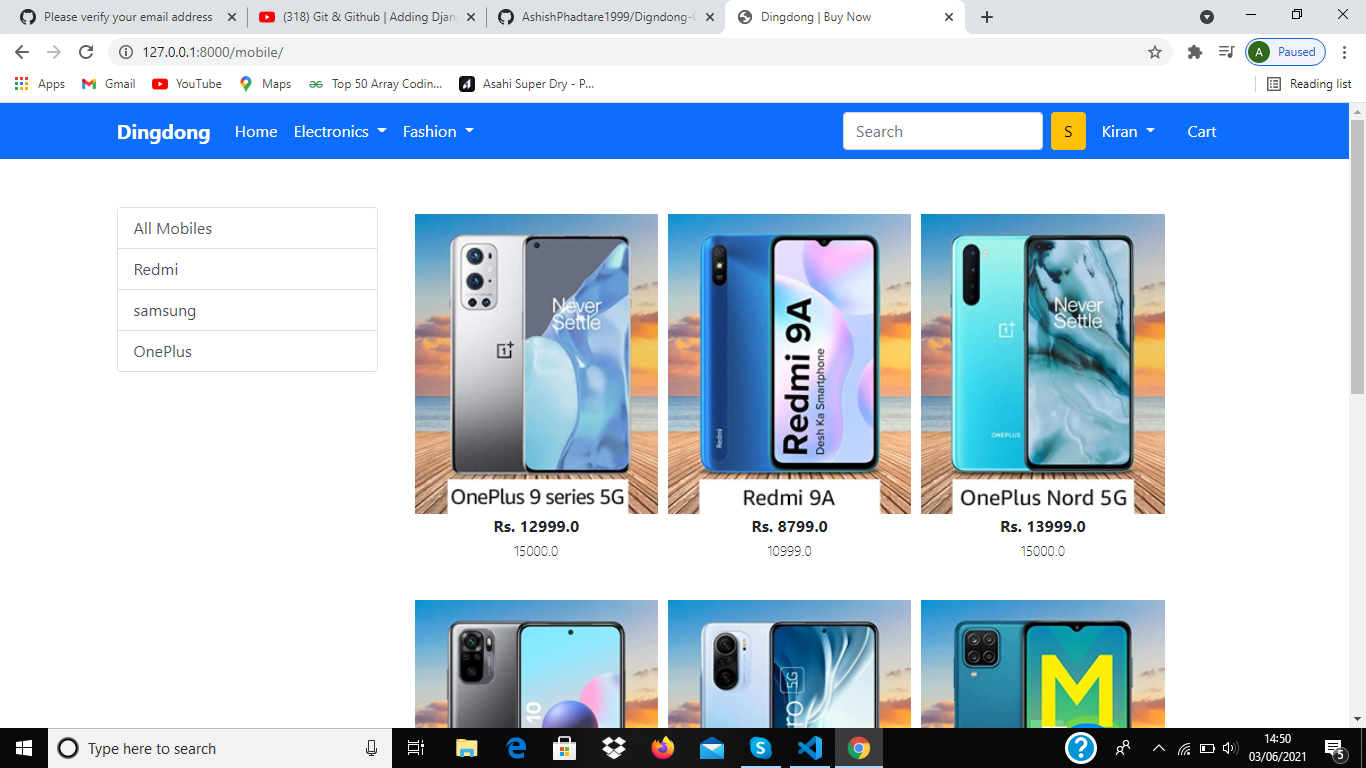 Please verify your email address
(318) Git & Github | Adding Djan
AshishPhadtare1999/Digndong-
Dingdong | Buy Now
127.0.0.1:8000/mobile/
A Paused
Apps
Gmail
YouTube
Maps
Top 50 Array Codin...
Asahi Super Dry - P...
Reading list
Dingdong
Home
Electronics
Fashion
Search
S
Kiran
Cart
All Mobiles
Redmi
samsung
OnePlus
Never
Settle
OnePlus 9 series 5G
Rs. 12999.0
15000.0
Redmi
Redmi 9A
Desh Ka Smartphone
Redmi 9A
Rs. 8799.0
10999.0
ONEPLUS
Never
Settle
OnePlus Nord 5G
Rs. 13999.0
15000.0
10
5G
M
Type here to search
14:50
03/06/2021
5